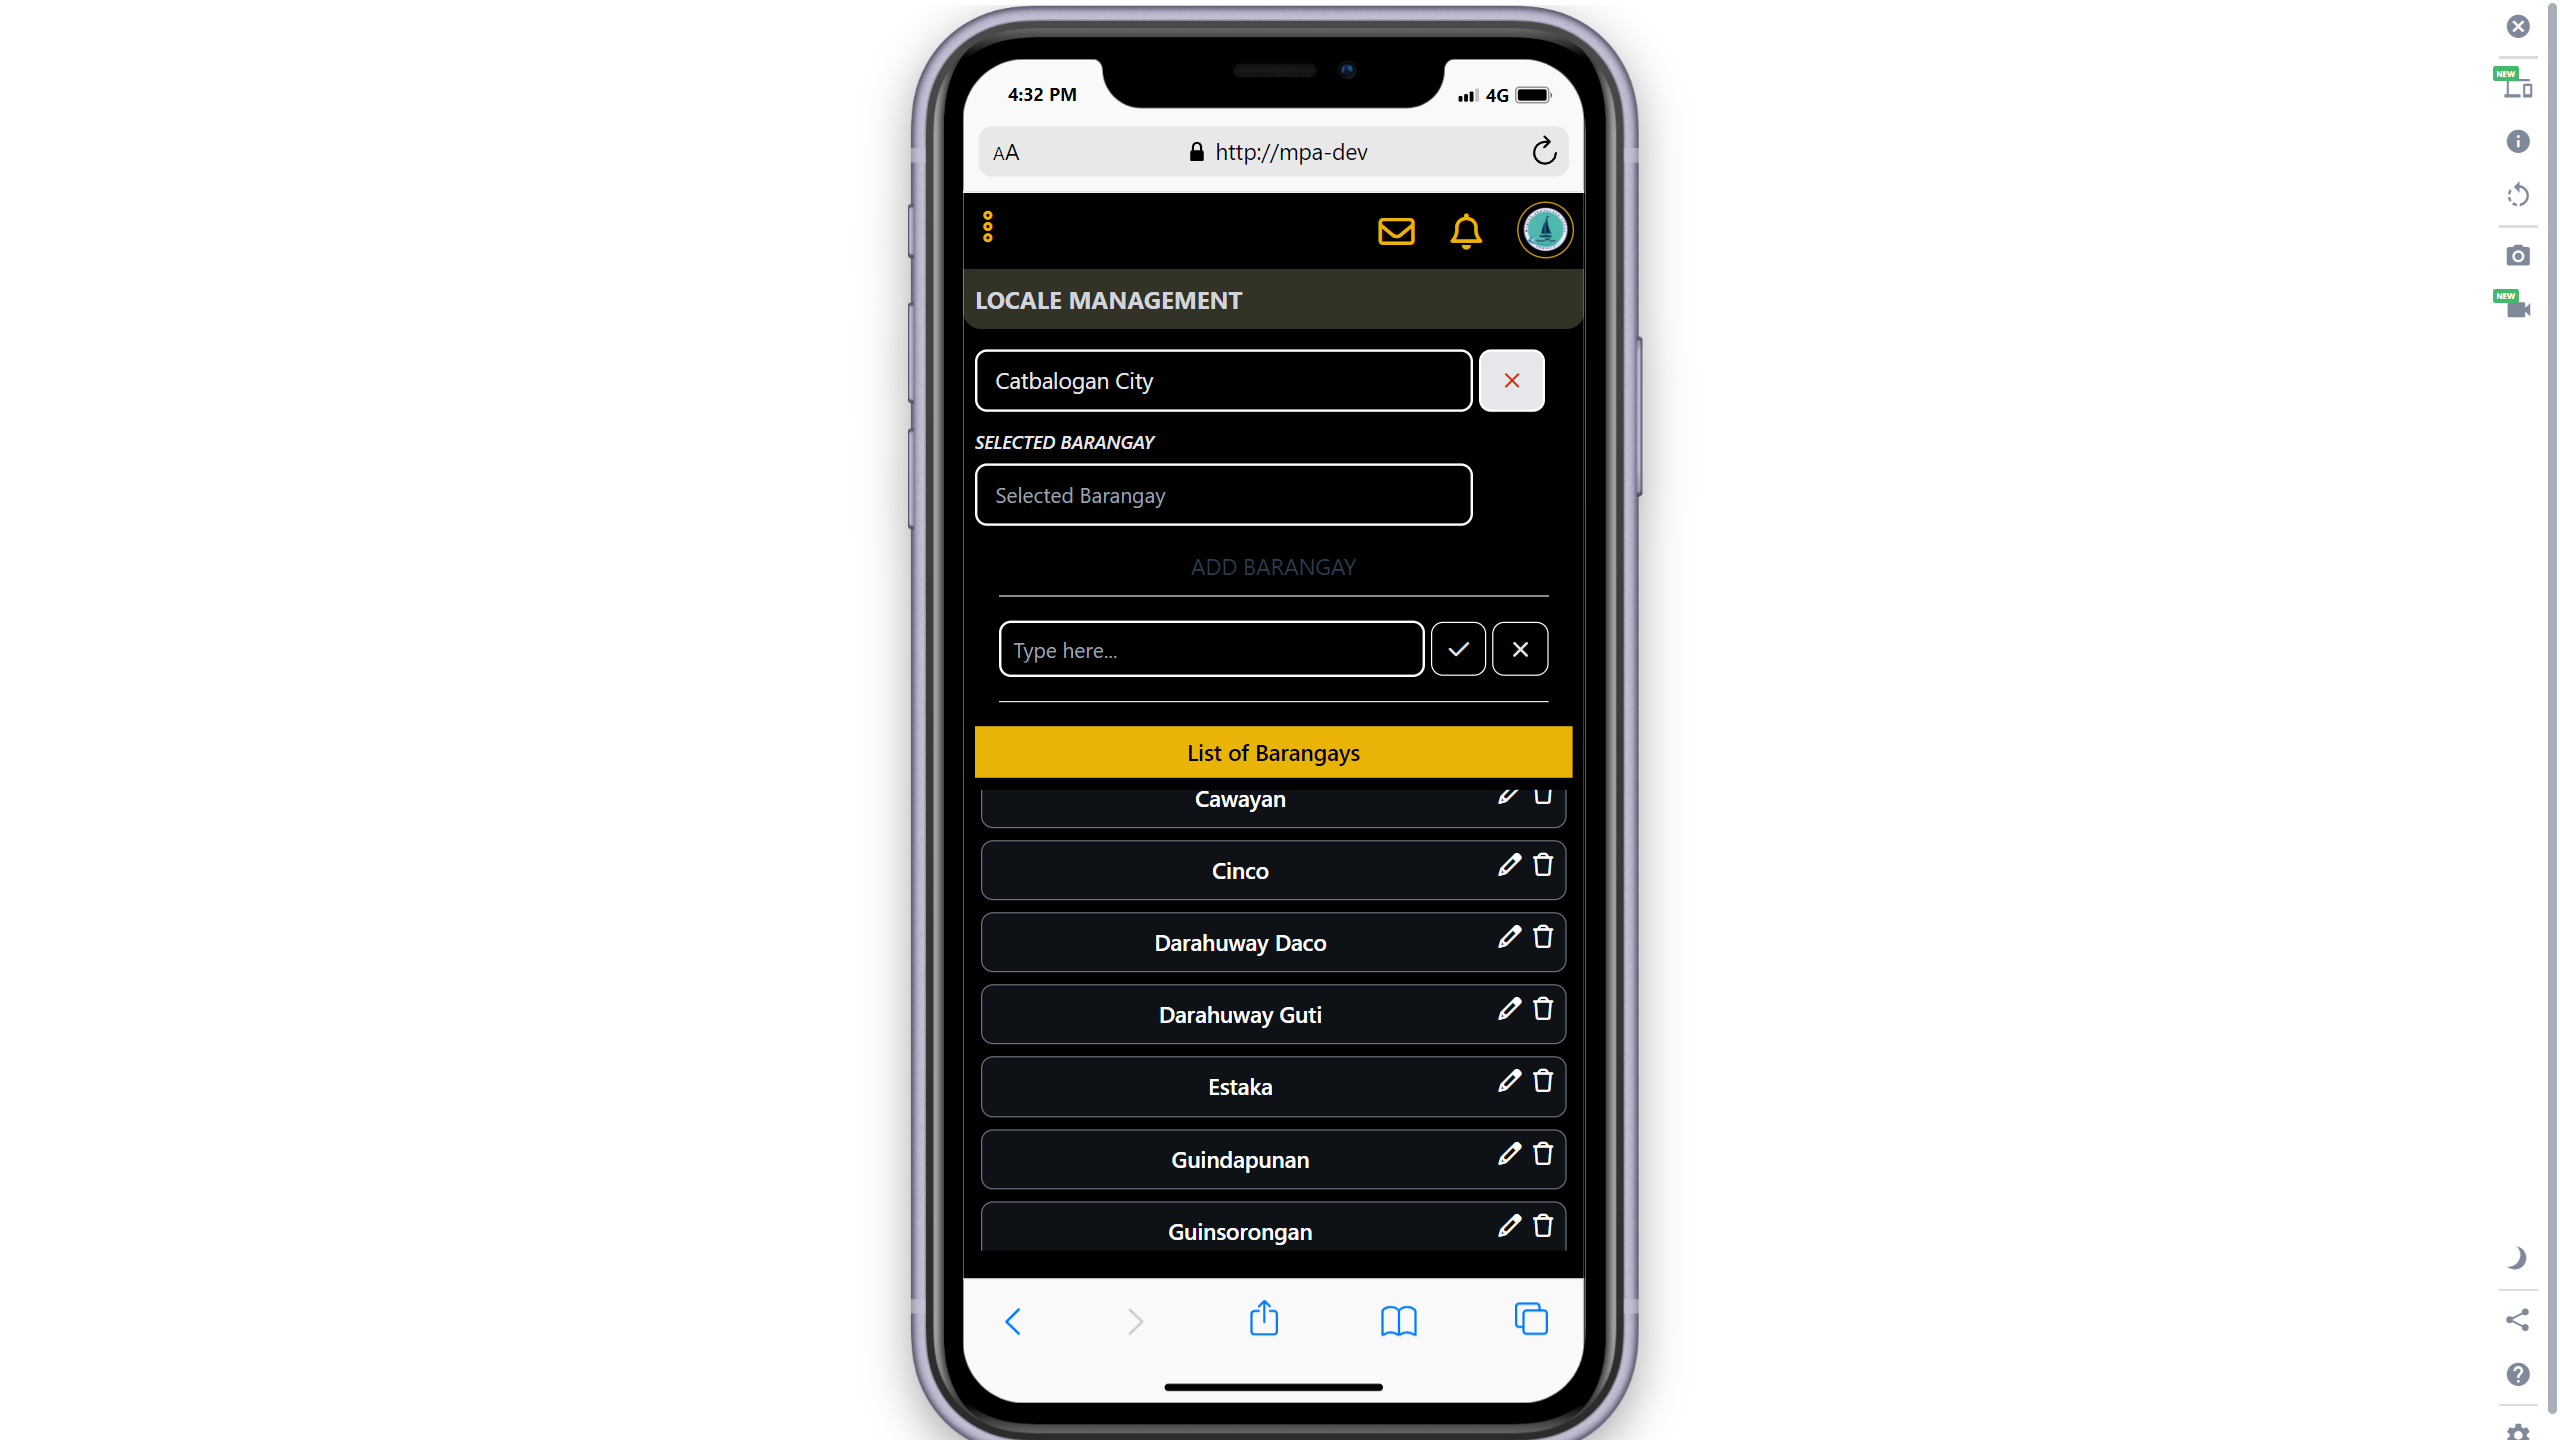 NEW
NEW
4:32 PM
4G
AA
http://mpa-dev
LOCALE MANAGEMENT
Catbalogan City
SELECTED BARANGAY
Selected Barangay
ADD BARANGAY
Type here...
List of Barangays
Cawayan
Cinco
Darahuway Daco
Darahuway Guti
Estaka
Guindapunan
Guinsorongan